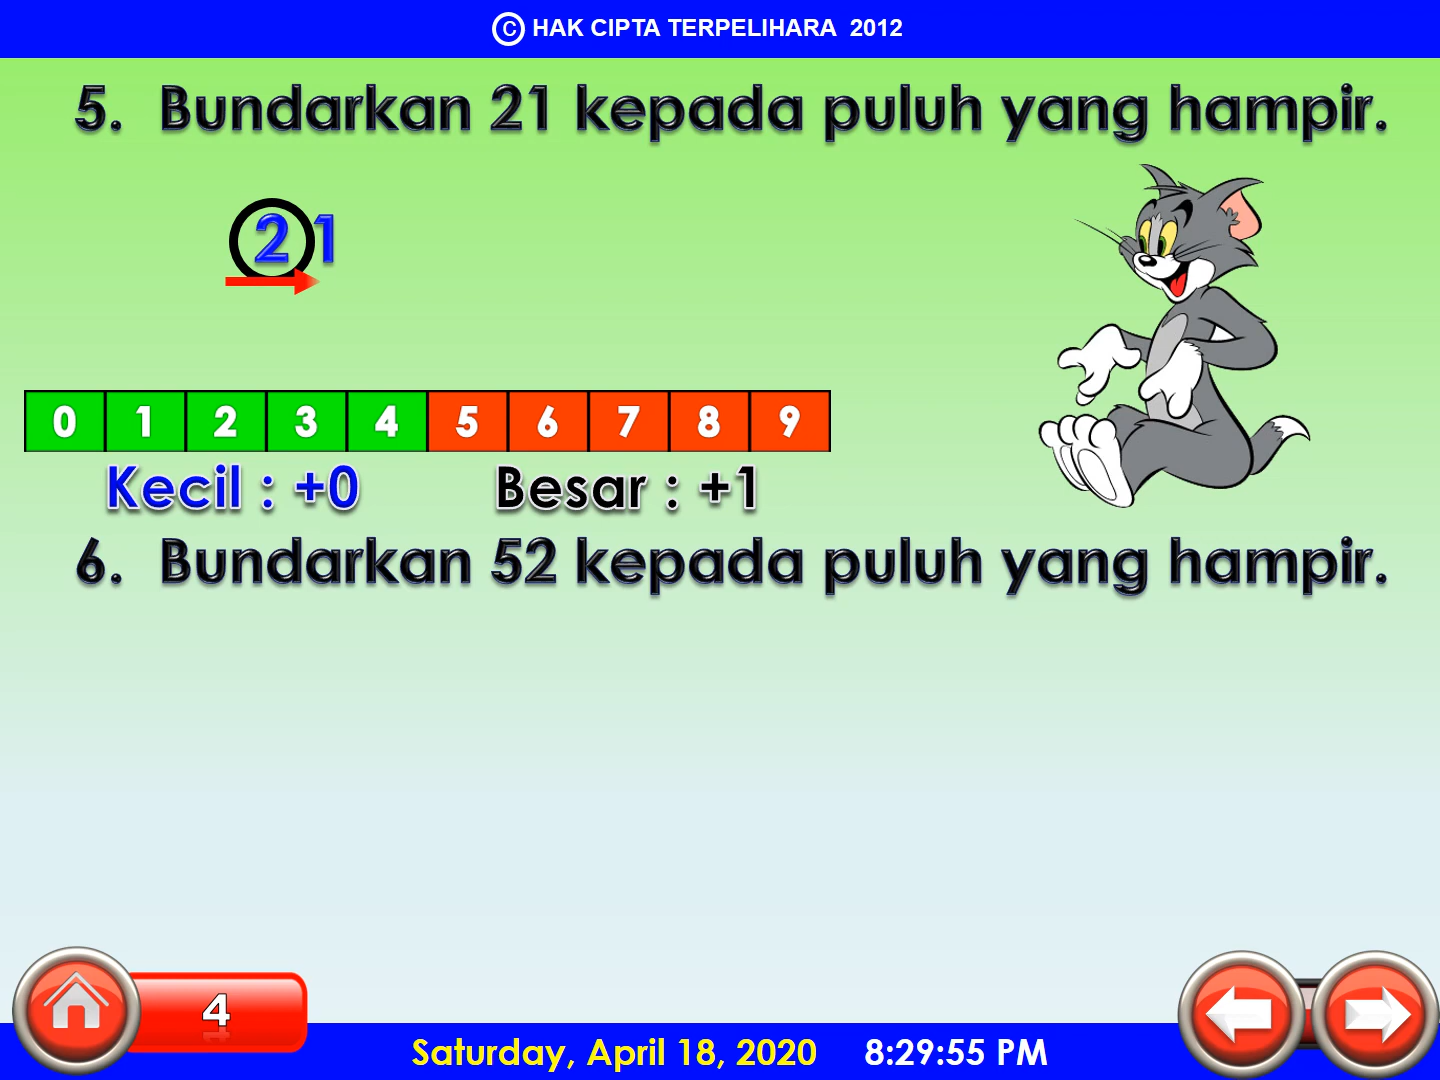 © HAK CIPTA TERPELIHARA 2012
5. Bundarkan 21 kepada puluh yang hampir.
2 1
0 1 2 3 4 5 6 7 8 9
Kecil : +0 Besar : +1
6. Bundarkan 52 kepada puluh yang hampir.
4
Saturday, April 18, 2020 8:29:55 PM